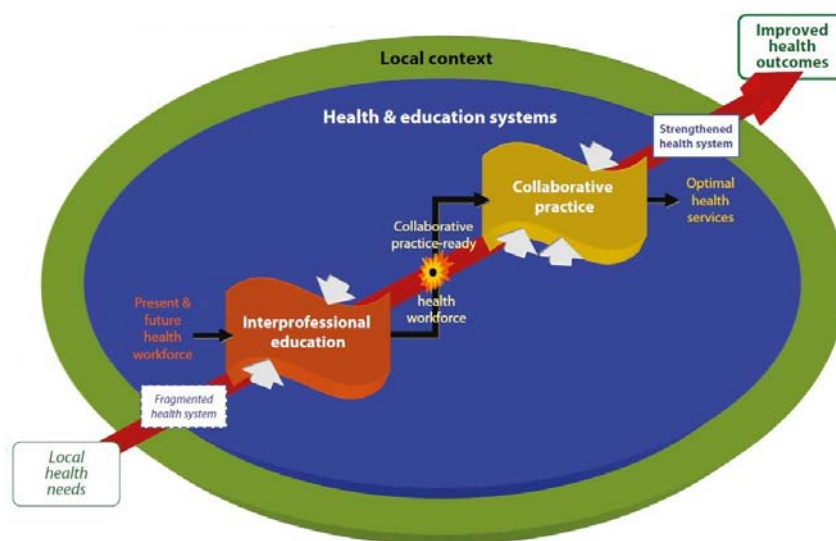 Improved
health
outcomes
Local context
Health & education systems
Strengthened
health system
Collaborative
practice
Optimal
health
services
Collaborative
practice-ready
health
workforce
Present &
future
health
workforce
Interprofessional
education
Fragmented
health system
Local
health
needs